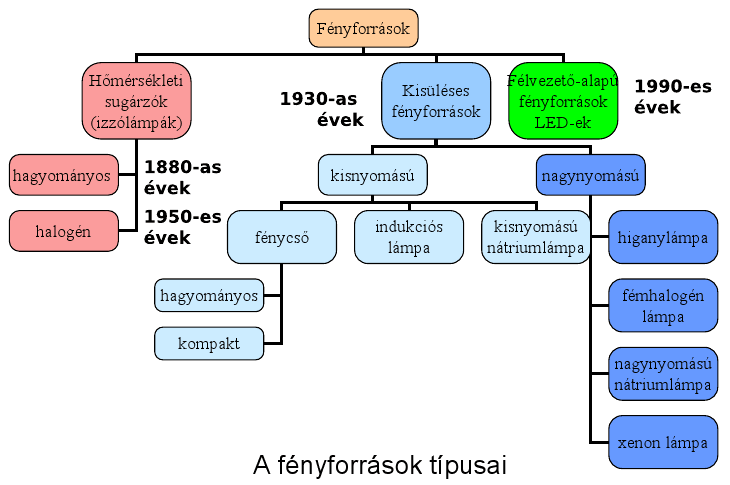 Fényforrások
Hőmérsékleti
sugárzók
(izzólámpák)
1930-as
évek
Kisüléses
fényforrások
Félvezető-alapú
fényforrások
LED-ek
1990-es
évek
hagyományos
1880-as
évek
halogén
1950-es
évek
kisnyomású
nagynyomású
fénycső
indukciós
lámpa
kisnyomású
nátriumlámpa
higanylámpa
hagyományos
kompakt
fémhalogén
lámpa
nagynyomású
nátriumlámpa
xenon lámpa
A fényforrások típusai